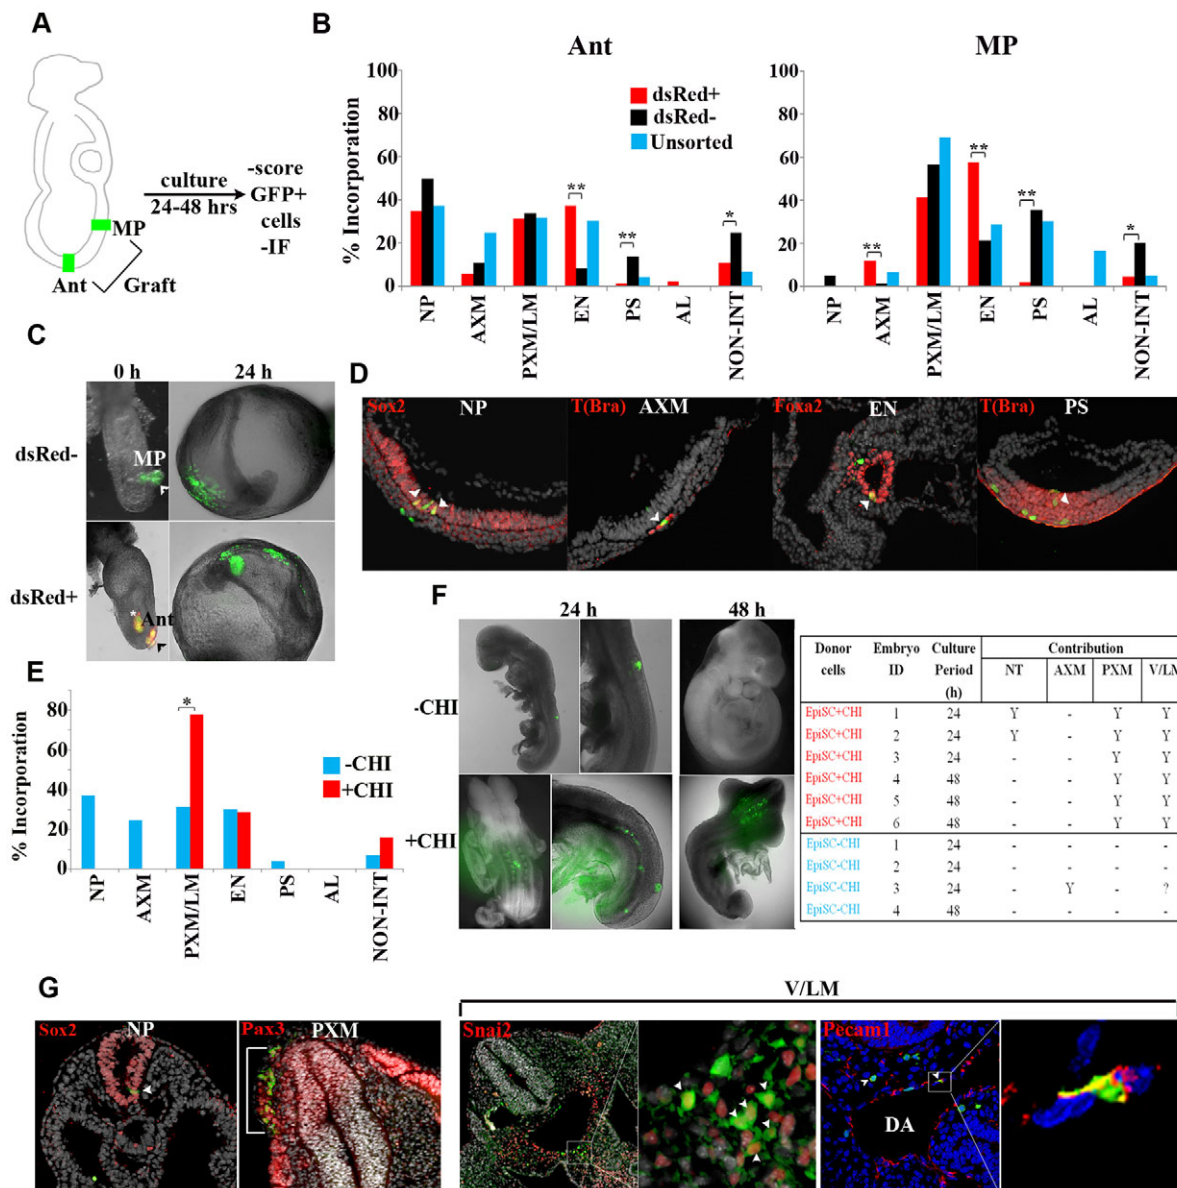 A
MP
Ant
Graft
culture
24-48 hrs
-score
GFP+
cells
-IF
B
Ant
MP
% Incorporation
100
80
60
40
20
0
dsRed+
dsRed-
Unsorted
**
**
*
NP
AXM
PXM/LM
EN
PS
AL
NON-INT
100
80
60
40
20
0
**
**
**
*
NP
AXM
PXM/LM
EN
PS
AL
NON-INT
C
0 h
24 h
dsRed-
MP
dsRed+
*
Ant
D
Sox2
NP
T(Bra)
AXM
Foxa2
EN
T(Bra)
PS
E
% Incorporation
80
60
40
20
0
*
-CHI
+CHI
NP
AXM
PXM/LM
EN
PS
AL
NON-INT
F
24 h
48 h
-CHI
+CHI
Donor cells Embryo ID Culture Period (h) Contribution
NT AXM PXM V/LM
EpiSC+CHI 1 24 Y - Y Y
EpiSC+CHI 2 24 Y - Y Y
EpiSC+CHI 3 24 - - Y Y
EpiSC+CHI 4 48 - - Y Y
EpiSC+CHI 5 48 - - Y Y
EpiSC+CHI 6 48 - - Y Y
EpiSC-CHI 1 24 - - - -
EpiSC-CHI 2 24 - - - -
EpiSC-CHI 3 24 - Y - ?
EpiSC-CHI 4 48 - - - -
G
V/LM
Sox2
NP
Pax3
PXM
Snai2
Pecam1
DA